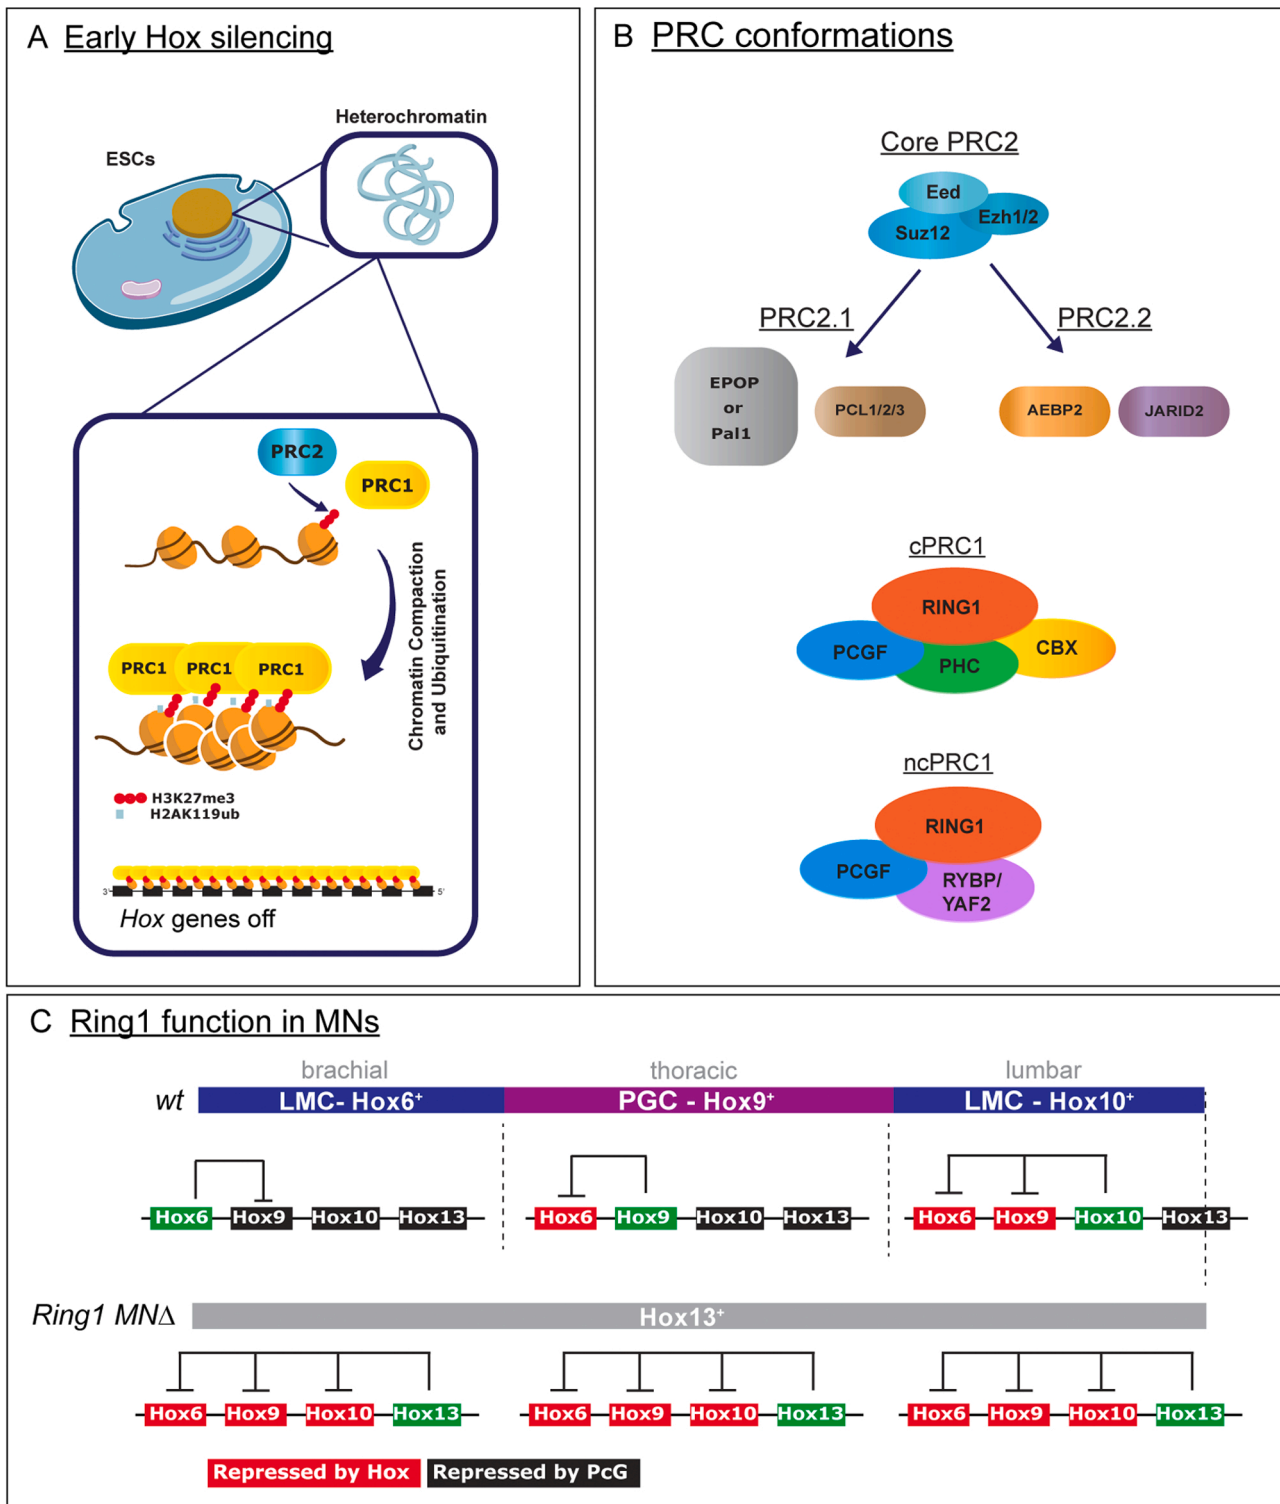 A Early Hox silencing
Heterochromatin
ESCs
PRC2
PRC1
Chromatin Compaction
and Ubiquitination
PRC1 PRC1 PRC1
H3K27me3
H2AK119ub
3' 5'
Hox genes off
B PRC conformations
Core PRC2
Eed
Ezh1/2
Suz12
PRC2.1 PRC2.2
EPOP
or
Pal1
PCL1/2/3
AEBP2
JARID2
cPRC1
RING1
PCGF
PHC
CBX
ncPRC1
RING1
PCGF
RYBP/
YAF2
C Ring1 function in MNs
brachial thoracic lumbar
wt LMC- Hox6+ PGC - Hox9+ LMC - Hox10+
Hox6 Hox9 Hox10 Hox13 Hox6 Hox9 Hox10 Hox13 Hox6 Hox9 Hox10 Hox13
Ring1 MNΔ Hox13+
Hox6 Hox9 Hox10 Hox13 Hox6 Hox9 Hox10 Hox13 Hox6 Hox9 Hox10 Hox13
Repressed by Hox Repressed by PcG